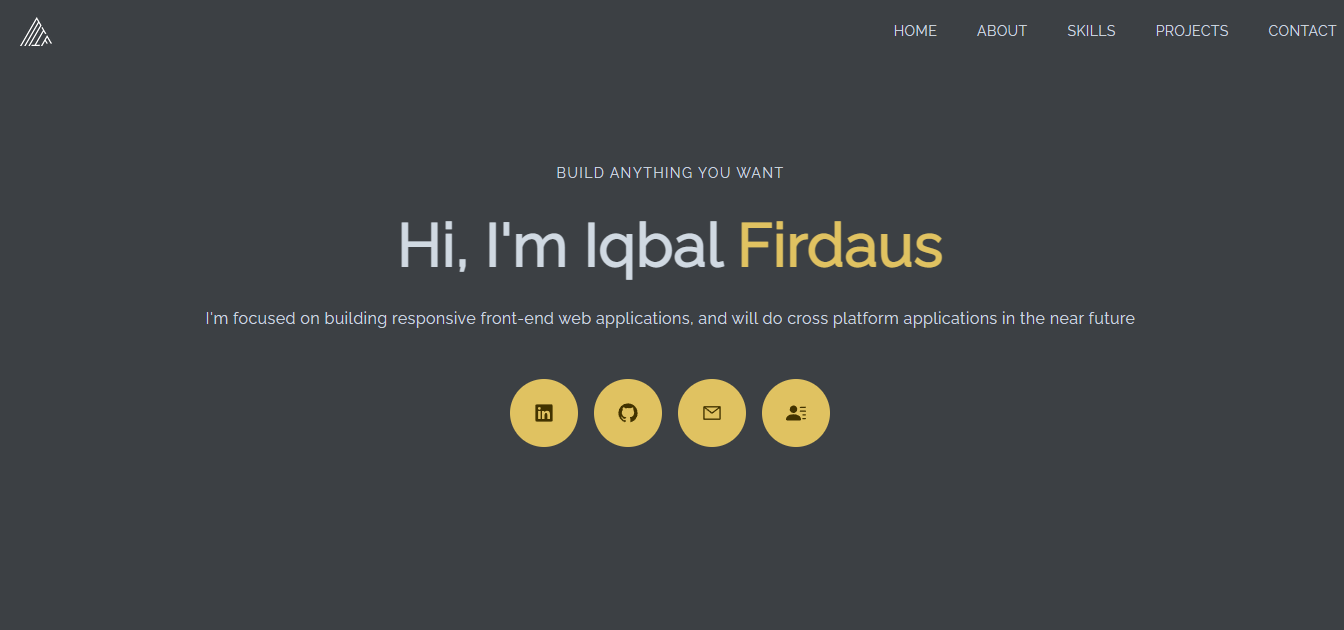 HOME ABOUT SKILLS PROJECTS CONTACT
BUILD ANYTHING YOU WANT
Hi, I'm Iqbal Firdaus
I'm focused on building responsive front-end web applications, and will do cross platform applications in the near future
in